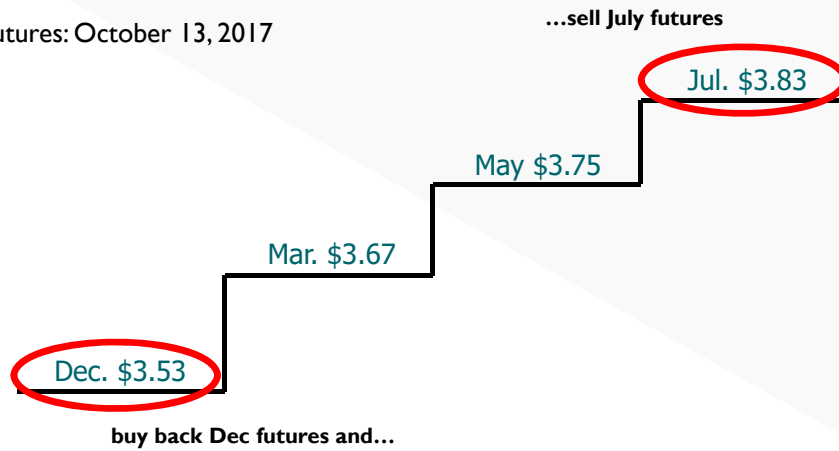 …sell July futures
utures: October 13, 2017
Jul. $3.83
May $3.75
Mar. $3.67
Dec. $3.53
buy back Dec futures and…